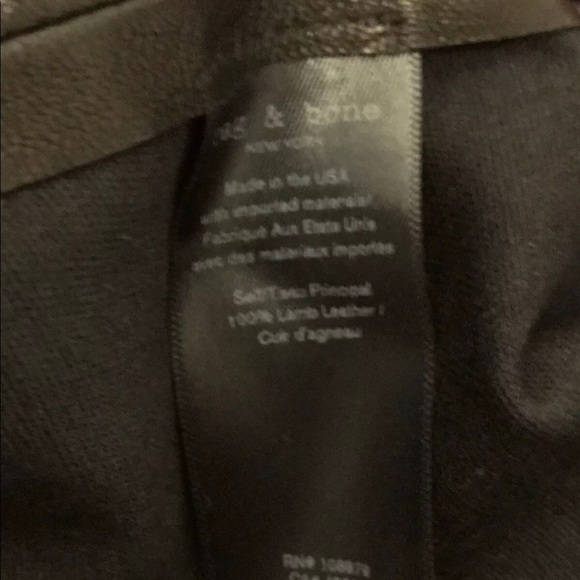 rag & bone
NEW YORK
Made in the USA
with imported materials/
Fabriqué Aux Etats Unis
avec des materiaux importés
Self/Tissu Principal
100% Lamb Leather /
Cuir d'agneau
RN#